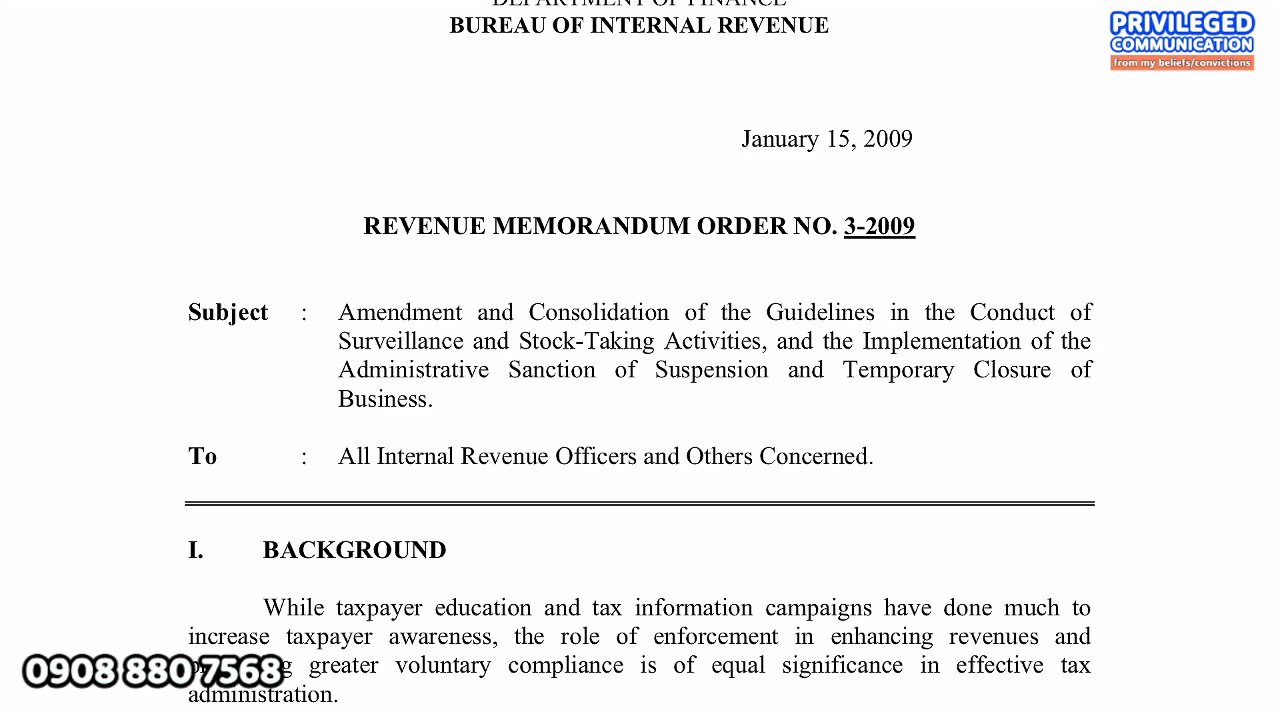 DEPARTMENT OF FINANCE
BUREAU OF INTERNAL REVENUE
PRIVILEGED
COMMUNICATION
from my beliefs/convictions
January 15, 2009
REVENUE MEMORANDUM ORDER NO. 3-2009
Subject : Amendment and Consolidation of the Guidelines in the Conduct of
Surveillance and Stock-Taking Activities, and the Implementation of the
Administrative Sanction of Suspension and Temporary Closure of
Business.
To : All Internal Revenue Officers and Others Concerned.
I. BACKGROUND
While taxpayer education and tax information campaigns have done much to
increase taxpayer awareness, the role of enforcement in enhancing revenues and
greater voluntary compliance is of equal significance in effective tax
administration.
0908 880 7568